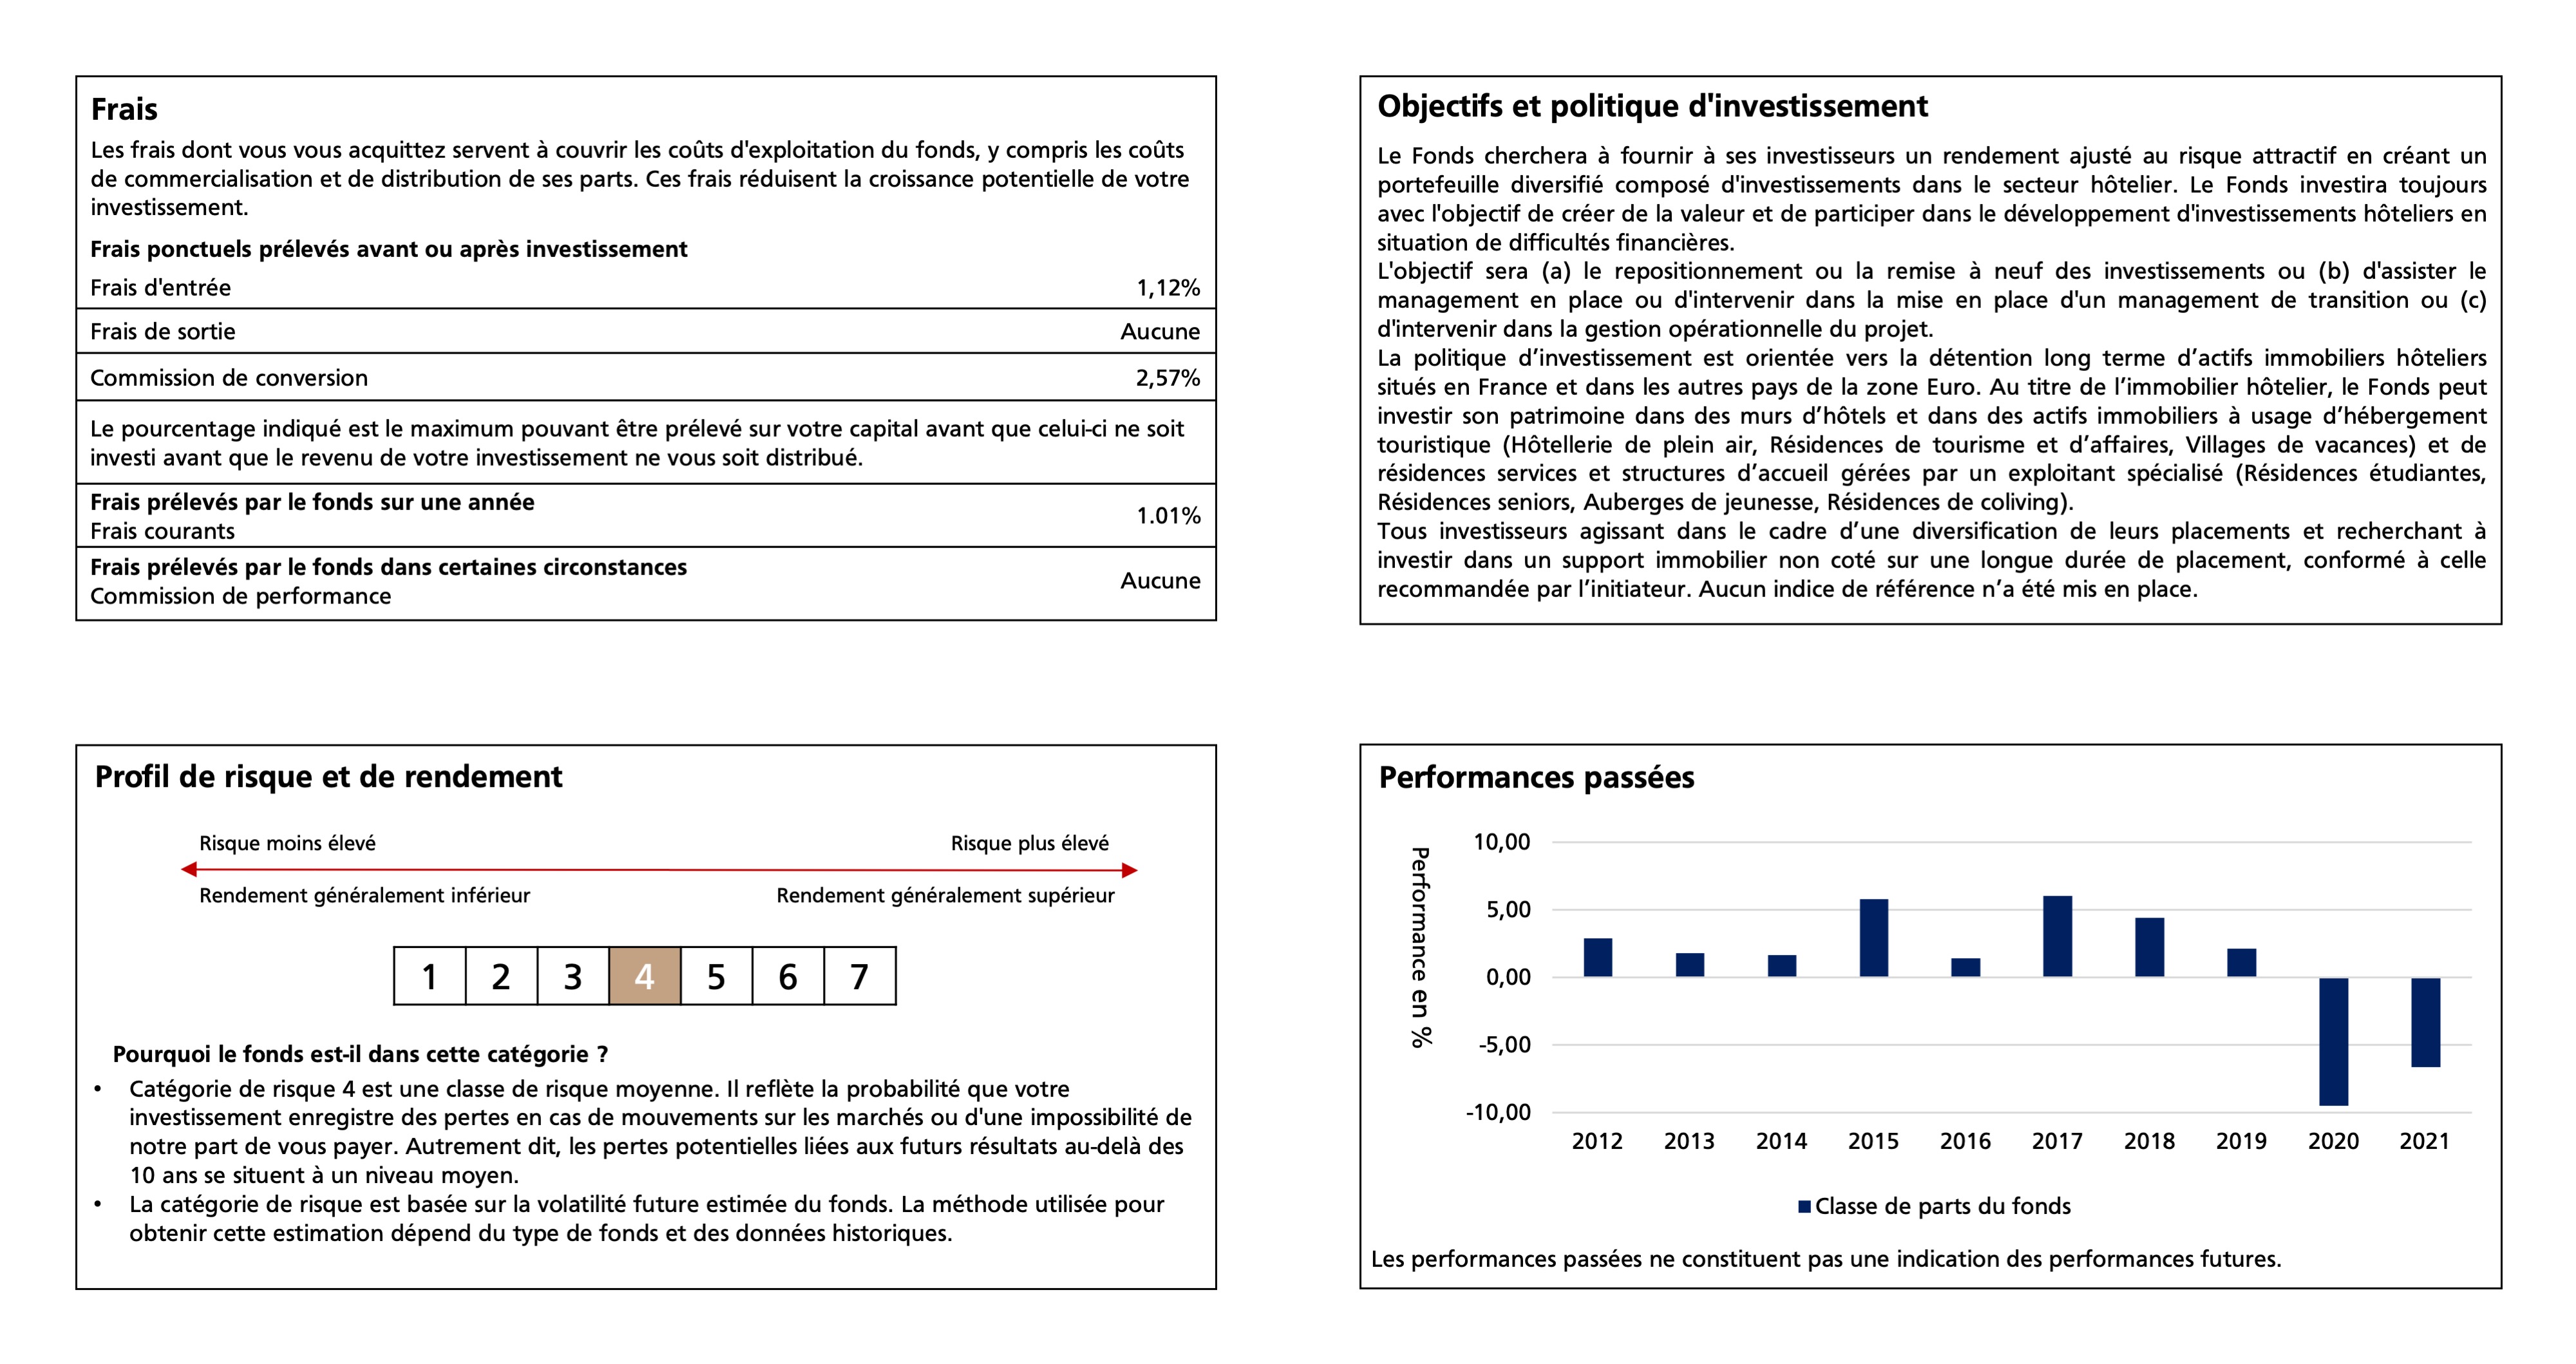 Frais
Les frais dont vous vous acquittez servent à couvrir les coûts d'exploitation du fonds, y compris les coûts
de commercialisation et de distribution de ses parts. Ces frais réduisent la croissance potentielle de votre
investissement.
Frais ponctuels prélevés avant ou après investissement
Frais d'entrée 1,12%
Frais de sortie Aucune
Commission de conversion 2,57%
Le pourcentage indiqué est le maximum pouvant être prélevé sur votre capital avant que celui-ci ne soit
investi avant que le revenu de votre investissement ne vous soit distribué.
Frais prélevés par le fonds sur une année
Frais courants 1.01%
Frais prélevés par le fonds dans certaines circonstances
Commission de performance Aucune
Objectifs et politique d'investissement
Le Fonds cherchera à fournir à ses investisseurs un rendement ajusté au risque attractif en créant un
portefeuille diversifié composé d'investissements dans le secteur hôtelier. Le Fonds investira toujours
avec l'objectif de créer de la valeur et de participer dans le développement d'investissements hôteliers en
situation de difficultés financières.
L'objectif sera (a) le repositionnement ou la remise à neuf des investissements ou (b) d'assister le
management en place ou d'intervenir dans la mise en place d'un management de transition ou (c)
d'intervenir dans la gestion opérationnelle du projet.
La politique d’investissement est orientée vers la détention long terme d’actifs immobiliers hôteliers
situés en France et dans les autres pays de la zone Euro. Au titre de l’immobilier hôtelier, le Fonds peut
investir son patrimoine dans des murs d’hôtels et dans des actifs immobiliers à usage d’hébergement
touristique (Hôtellerie de plein air, Résidences de tourisme et d’affaires, Villages de vacances) et de
résidences services et structures d’accueil gérées par un exploitant spécialisé (Résidences étudiantes,
Résidences seniors, Auberges de jeunesse, Résidences de coliving).
Tous investisseurs agissant dans le cadre d’une diversification de leurs placements et recherchant à
investir dans un support immobilier non coté sur une longue durée de placement, conformé à celle
recommandée par l’initiateur. Aucun indice de référence n’a été mis en place.
Profil de risque et de rendement
Risque moins élevé Risque plus élevé
Rendement généralement inférieur Rendement généralement supérieur
1 2 3 4 5 6 7
Pourquoi le fonds est-il dans cette catégorie ?
• Catégorie de risque 4 est une classe de risque moyenne. Il reflète la probabilité que votre
investissement enregistre des pertes en cas de mouvements sur les marchés ou d'une impossibilité de
notre part de vous payer. Autrement dit, les pertes potentielles liées aux futurs résultats au-delà des
10 ans se situent à un niveau moyen.
• La catégorie de risque est basée sur la volatilité future estimée du fonds. La méthode utilisée pour
obtenir cette estimation dépend du type de fonds et des données historiques.
Performances passées
Performance en %
10,00
5,00
0,00
-5,00
-10,00
2012 2013 2014 2015 2016 2017 2018 2019 2020 2021
Classe de parts du fonds
Les performances passées ne constituent pas une indication des performances futures.